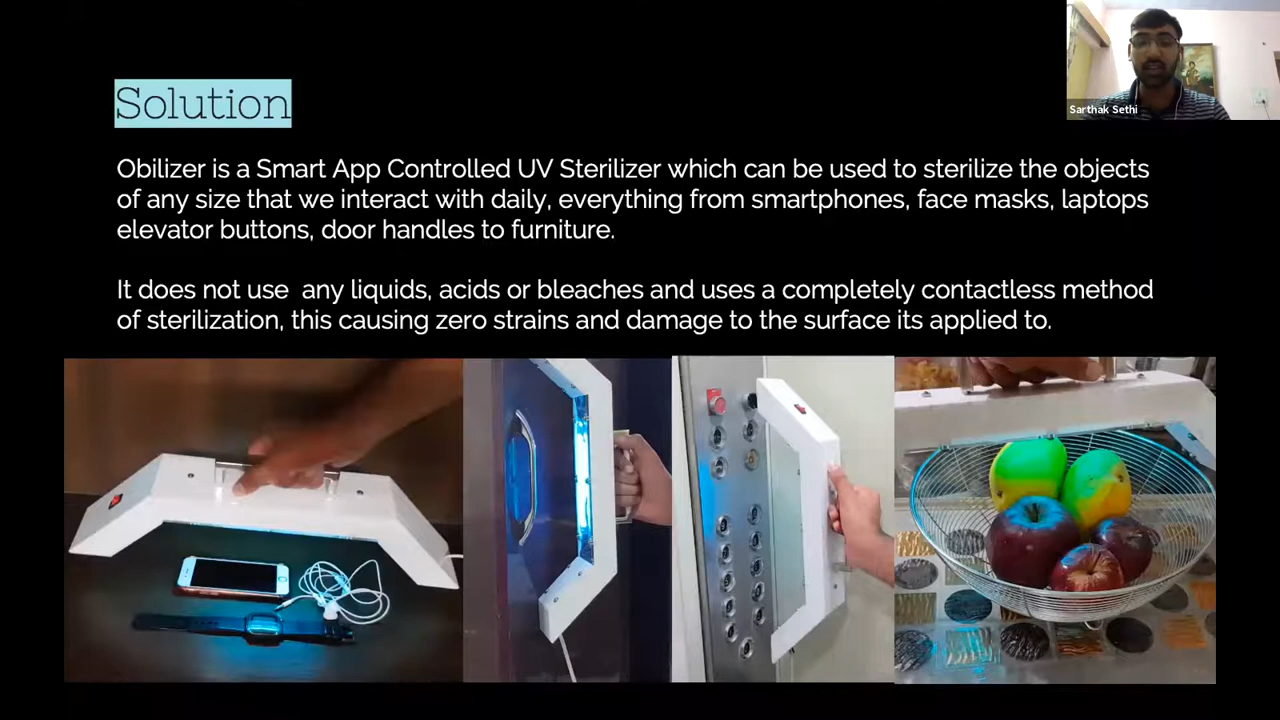 Solution
Sarthak Sethi
Obilizer is a Smart App Controlled UV Sterilizer which can be used to sterilize the objects
of any size that we interact with daily, everything from smartphones, face masks, laptops
elevator buttons, door handles to furniture.
It does not use  any liquids, acids or bleaches and uses a completely contactless method
of sterilization, this causing zero strains and damage to the surface its applied to.